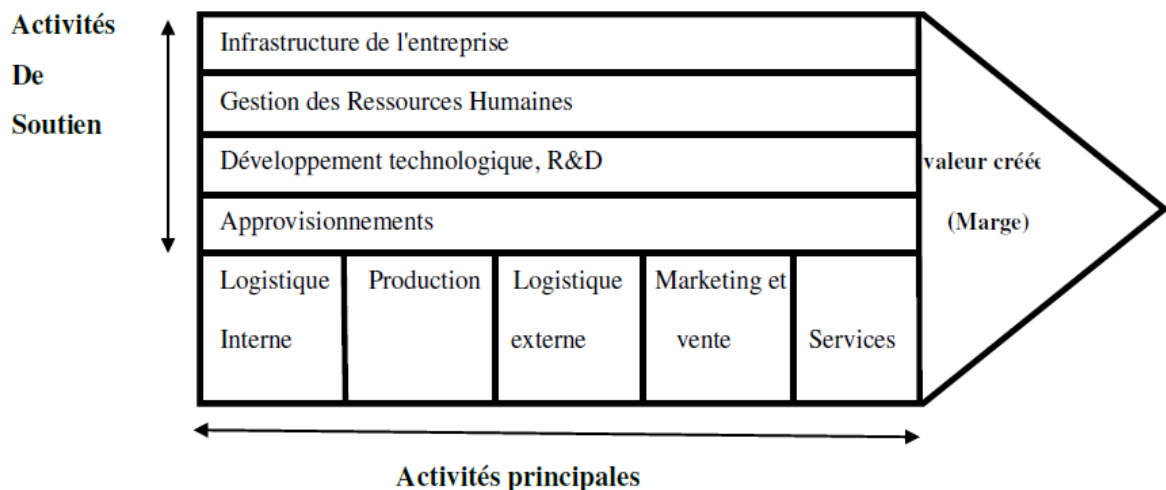 Activités
De
Soutien
Infrastructure de l'entreprise
Gestion des Ressources Humaines
Développement technologique, R&D
Approvisionnements
valeur créée
(Marge)
Logistique
Interne
Production
Logistique
externe
Marketing et
vente
Services
Activités principales